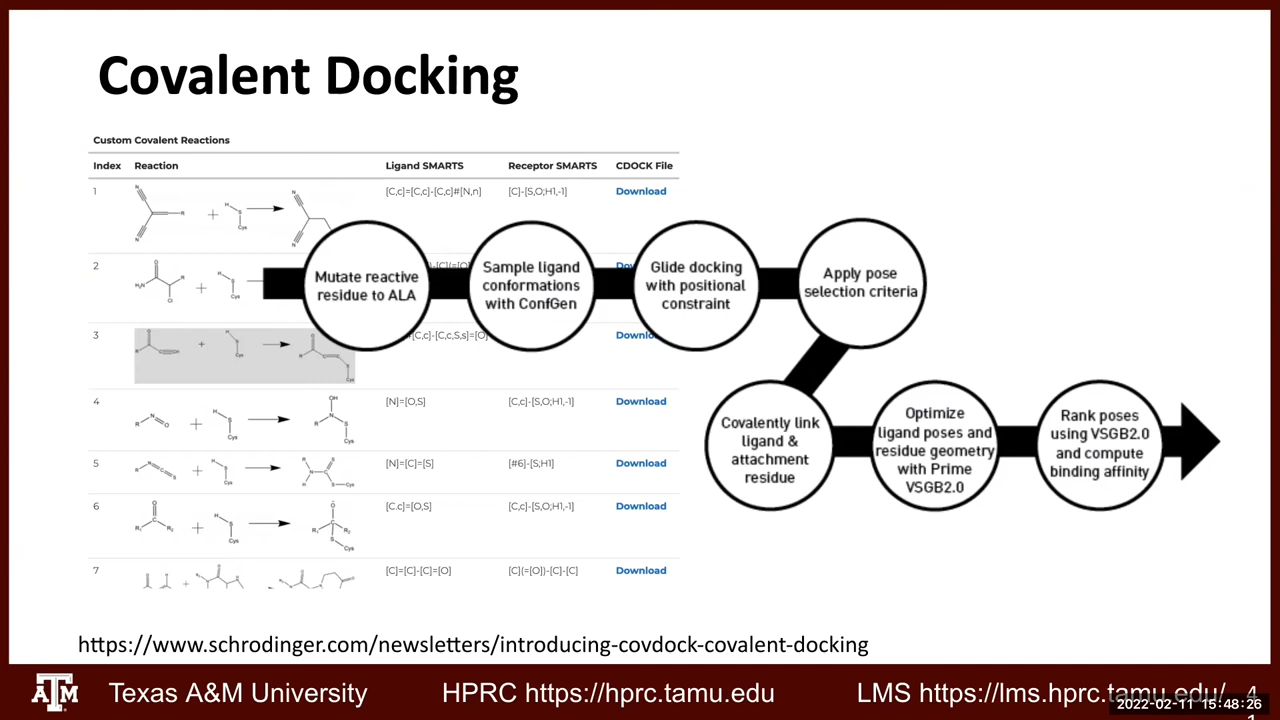 Covalent Docking
Custom Covalent Reactions
Index Reaction Ligand SMARTS Receptor SMARTS CDOCK File
1 [C,c]=[C,c]-[C,c]#[N,n] [C]-[S,O;H1,-1] Download
2
3
4 [N]=[O,S] [C,c]-[S,O;H1,-1] Download
5 [N]=[C]=[S] [#6]-[S;H1] Download
6 [C.c]=[O,S] [C,c]-[S,O;H1,-1] Download
7 [C]=[C]-[C]=[O] [C](=[O])-[C]-[C] Download
Mutate reactive
residue to ALA
Sample ligand
conformations
with ConfGen
Glide docking
with positional
constraint
Apply pose
selection criteria
Covalently link
ligand &
attachment
residue
Optimize
ligand poses and
residue geometry
with Prime
VSGB2.0
Rank poses
using VSGB2.0
and compute
binding affinity
https://www.schrodinger.com/newsletters/introducing-covdock-covalent-docking
Texas A&M University HPRC https://hprc.tamu.edu LMS https://lms.hprc.tamu.edu/
2022-02-11 15:48:26